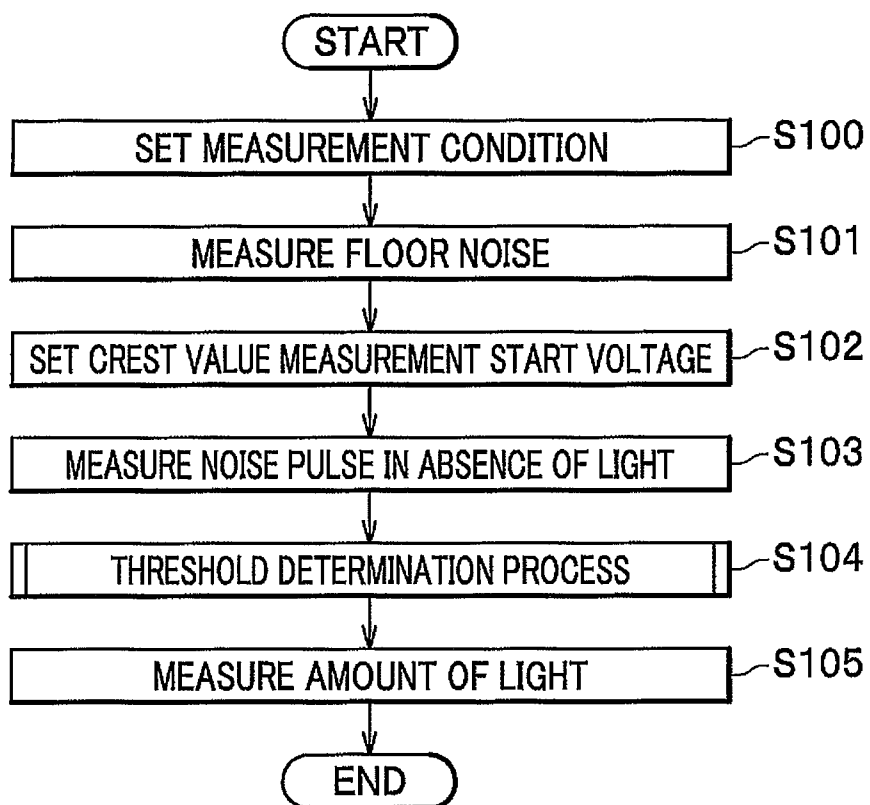 START
SET MEASUREMENT CONDITION
S100
MEASURE FLOOR NOISE
S101
SET CREST VALUE MEASUREMENT START VOLTAGE
S102
MEASURE NOISE PULSE IN ABSENCE OF LIGHT
S103
THRESHOLD DETERMINATION PROCESS
S104
MEASURE AMOUNT OF LIGHT
S105
END